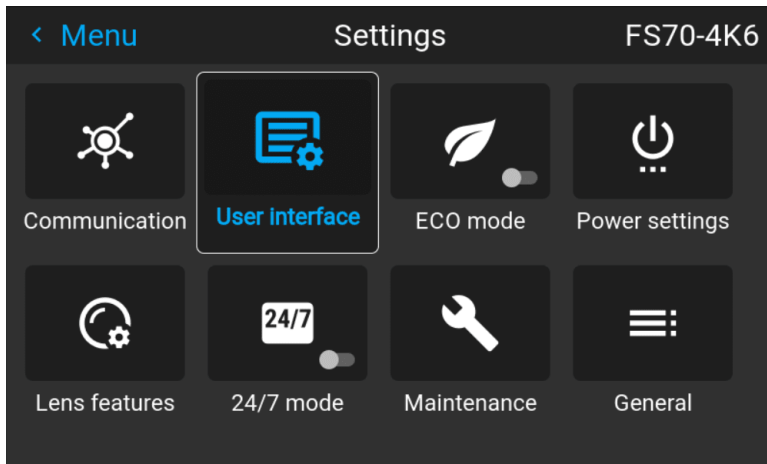 Menu Settings FS70-4K6
Communication User interface ECO mode Power settings
24/7
Lens features 24/7 mode Maintenance General